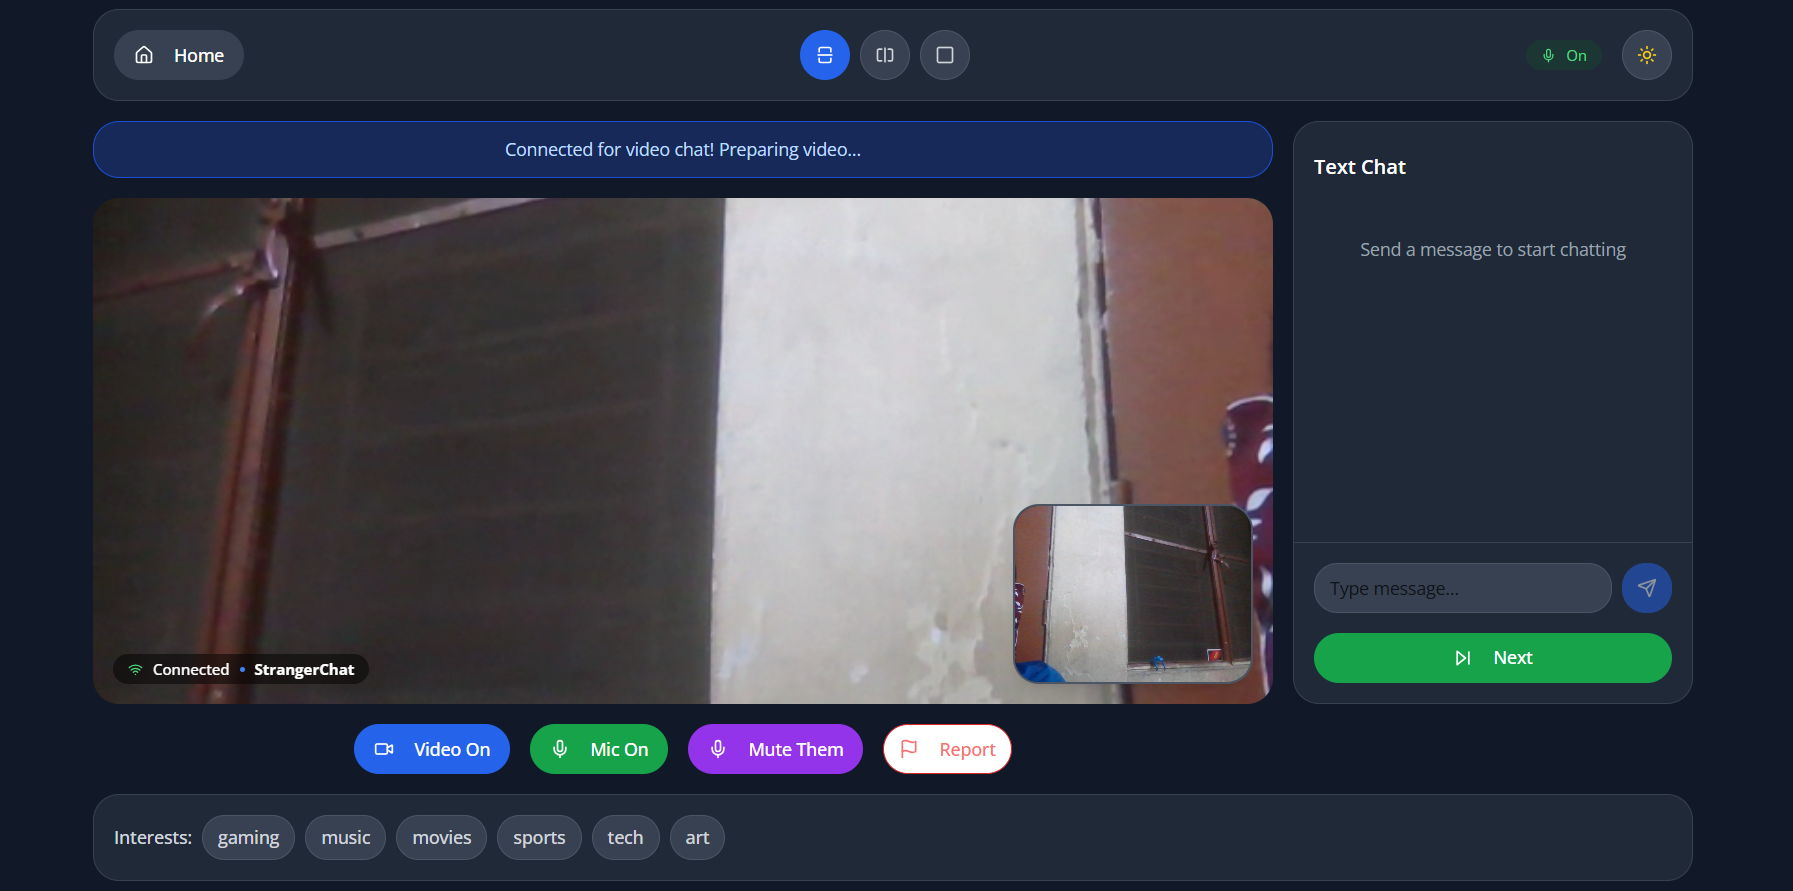 Home
On
Connected for video chat! Preparing video...
Text Chat
Send a message to start chatting
Connected • StrangerChat
Type message...
Next
Video On
Mic On
Mute Them
Report
Interests: gaming music movies sports tech art